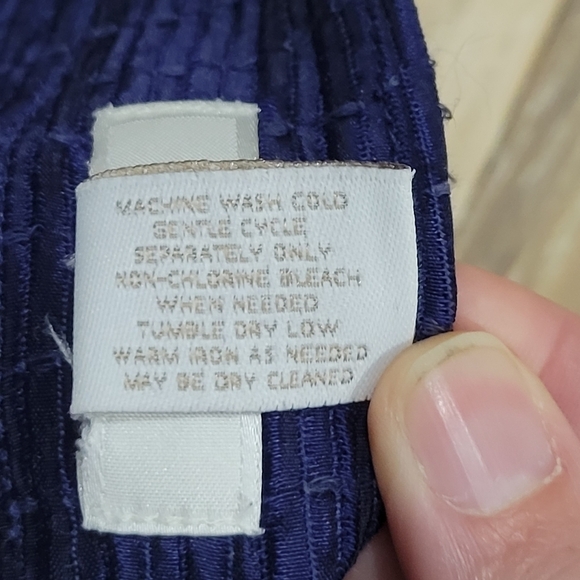 MACHINE WASH COLD
GENTLE CYCLE
SEPARATELY ONLY
NON-CHLORINE BLEACH
WHEN NEEDED
TUMBLE DRY LOW
WARM IRON AS NEEDED
MAY BE DRY CLEANED